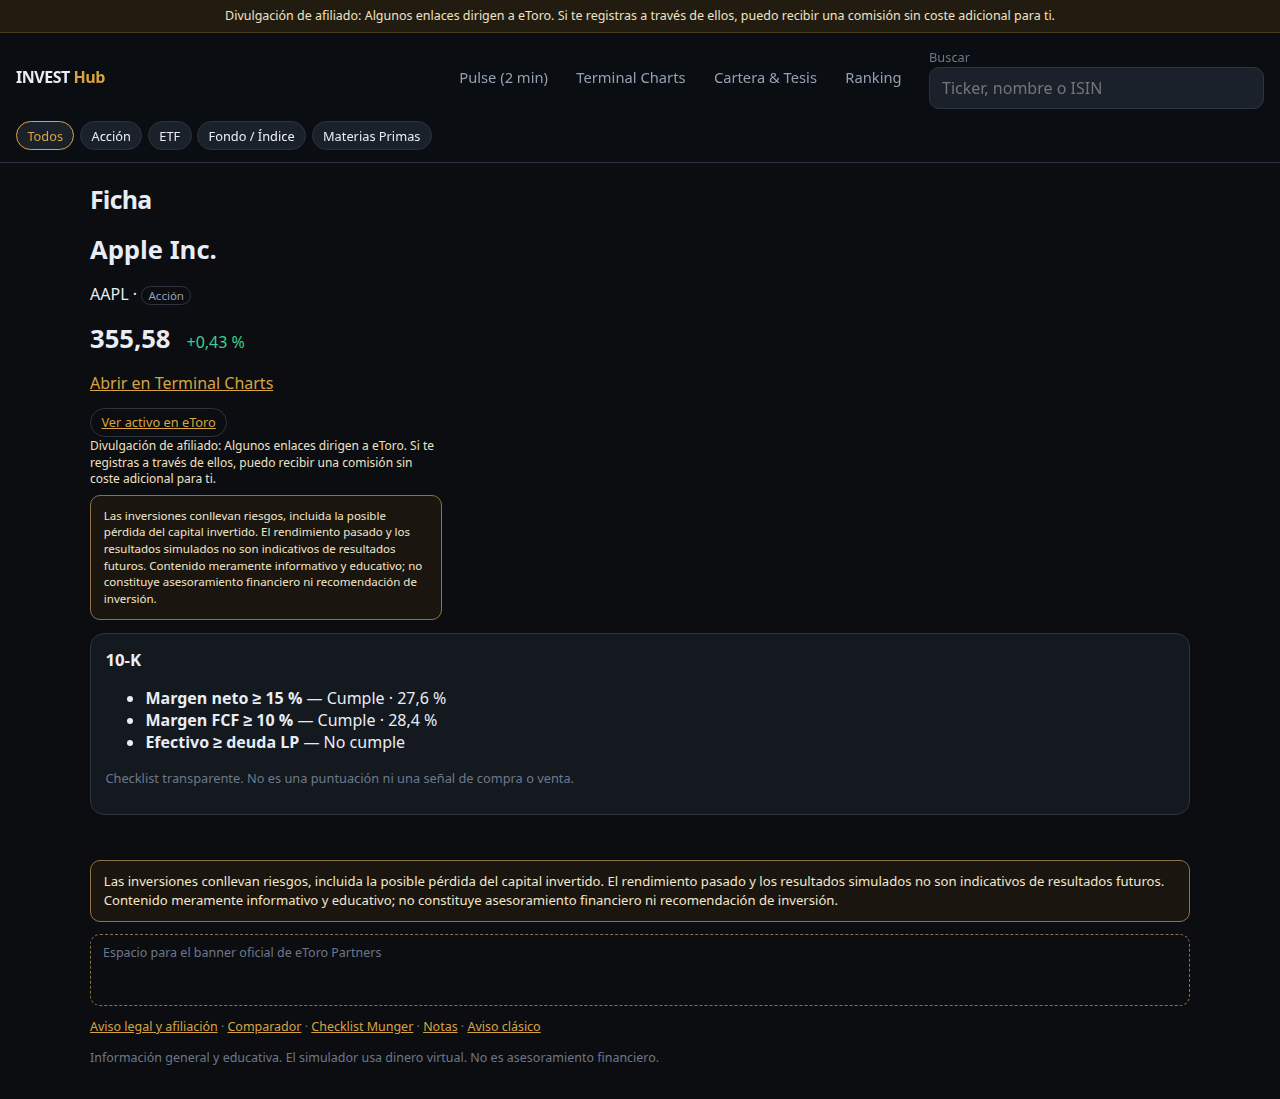 Divulgación de afiliado: Algunos enlaces dirigen a eToro. Si te registras a través de ellos, puedo recibir una comisión sin coste adicional para ti.
INVEST Hub
Pulse (2 min)
Terminal Charts
Cartera & Tesis
Ranking
Buscar
Ticker, nombre o ISIN
Todos
Acción
ETF
Fondo / Índice
Materias Primas
Ficha
Apple Inc.
AAPL · Acción
355,58 +0,43 %
Abrir en Terminal Charts
Ver activo en eToro
Divulgación de afiliado: Algunos enlaces dirigen a eToro. Si te
registras a través de ellos, puedo recibir una comisión sin
coste adicional para ti.
Las inversiones conllevan riesgos, incluida la posible
pérdida del capital invertido. El rendimiento pasado y los
resultados simulados no son indicativos de resultados
futuros. Contenido meramente informativo y educativo; no
constituye asesoramiento financiero ni recomendación de
inversión.
10-K
• Margen neto ≥ 15 % — Cumple · 27,6 %
• Margen FCF ≥ 10 % — Cumple · 28,4 %
• Efectivo ≥ deuda LP — No cumple
Checklist transparente. No es una puntuación ni una señal de compra o venta.
Las inversiones conllevan riesgos, incluida la posible pérdida del capital invertido. El rendimiento pasado y los resultados simulados no son indicativos de resultados futuros.
Contenido meramente informativo y educativo; no constituye asesoramiento financiero ni recomendación de inversión.
Espacio para el banner oficial de eToro Partners
Aviso legal y afiliación · Comparador · Checklist Munger · Notas · Aviso clásico
Información general y educativa. El simulador usa dinero virtual. No es asesoramiento financiero.